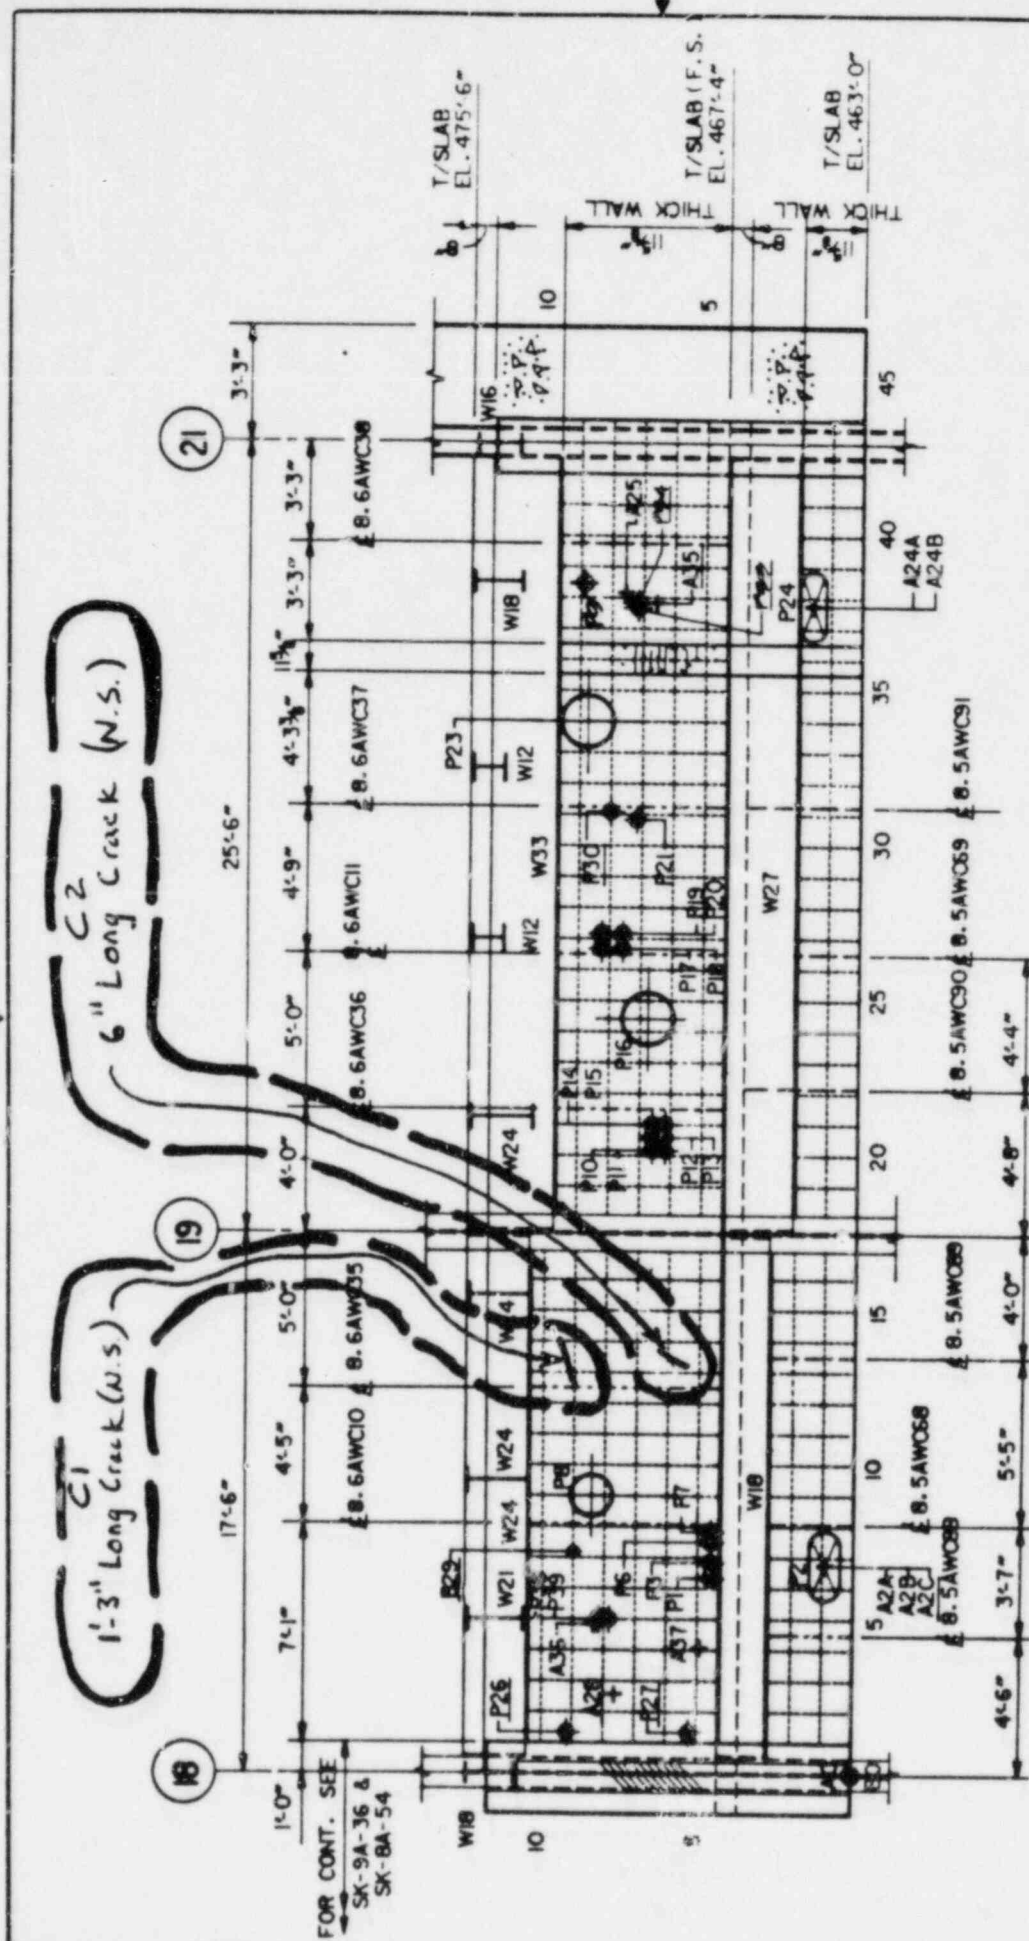 C1
1'-3" Long Crack (N.S.)
C2
6" Long Crack (N.S.)
18
19
21
17'-6"
25'-6"
3'-3"
1'-0"
7'-1"
4'-5"
5'-0"
4'-0"
5'-0"
4'-9"
4'-3⅜"
3'-3"
3'-3"
FOR CONT. SEE
SK-9A-36 &
SK-8A-54
8.6AWC10
8.6AWC35
8.6AWC36
8.6AWC11
8.6AWC37
8.6AWC38
T/SLAB
EL. 475'-6"
T/SLAB (F.S.
EL. 467'-4"
T/SLAB
EL. 463'-0"
THICK WALL
THICK WALL
W18
W21
W24
W24
W24
W12
W12
W18
W16
W33
W18
W27
10
10
5
P26
P29
A36
P39
P8
P6
P7
P3
P1
A37
P27
P2
P10
P11
P12
P13
P14
P15
P16
P17
P18
P19
P20
P30
P21
P23
A25
A35
P24
A24A
A24B
A2A
A2B
A2C
5
10
15
20
25
30
35
40
45
8.5AWC88
8.5AWC68
8.5AWC89
8.5AWC90
8.5AWC69
8.5AWC91
4'-6"
3'-7"
5'-5"
4'-0"
4'-8"
4'-4"